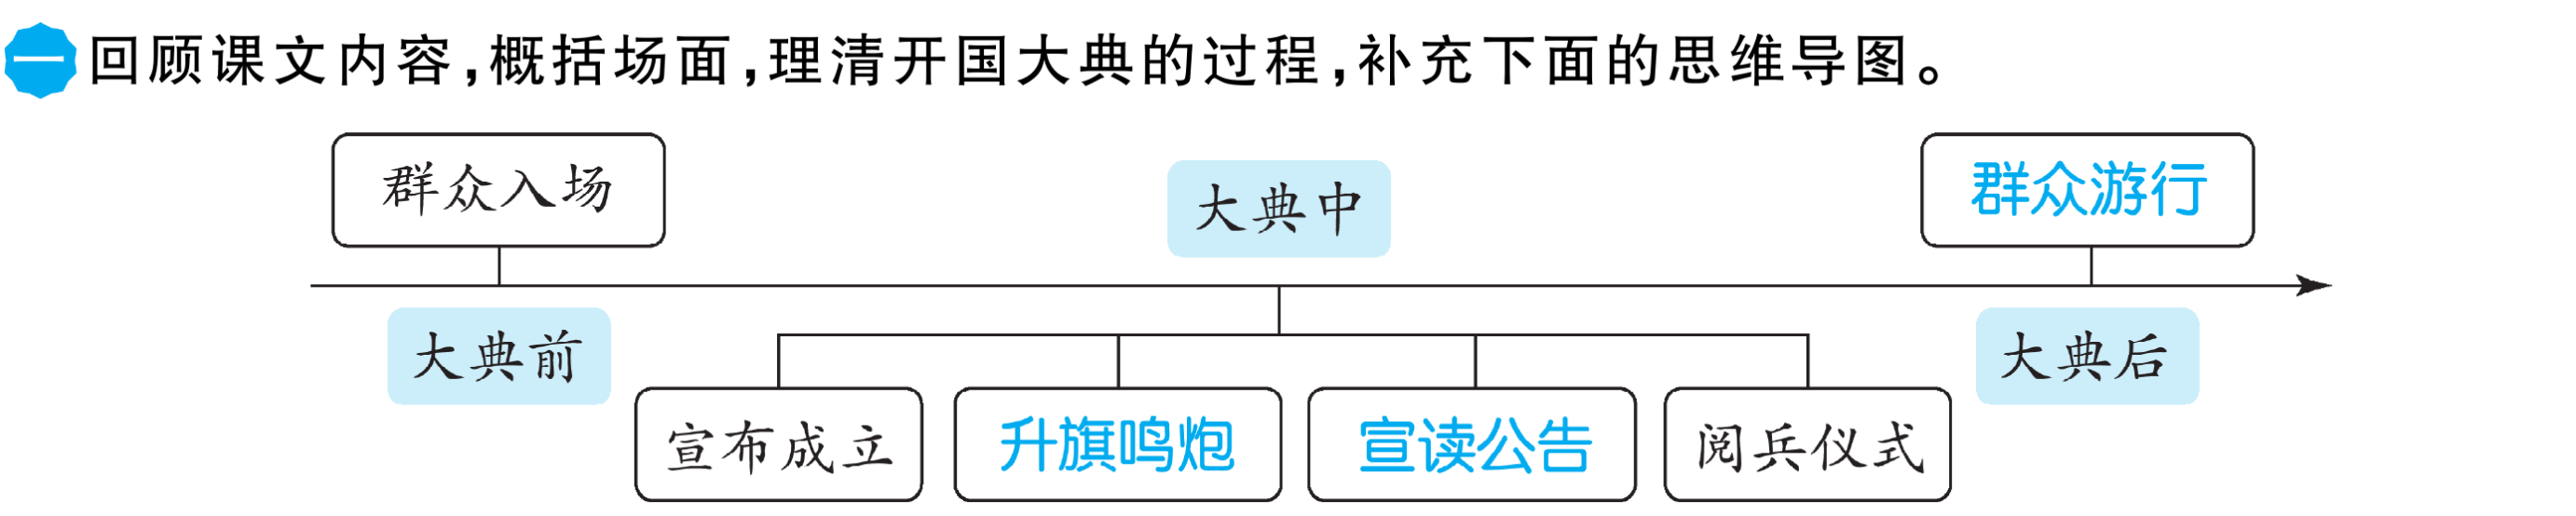 一 回顾课文内容,概括场面,理清开国大典的过程,补充下面的思维导图。
群众入场
大典中
群众游行
大典前
大典后
宣布成立
升旗鸣炮
宣读公告
阅兵仪式